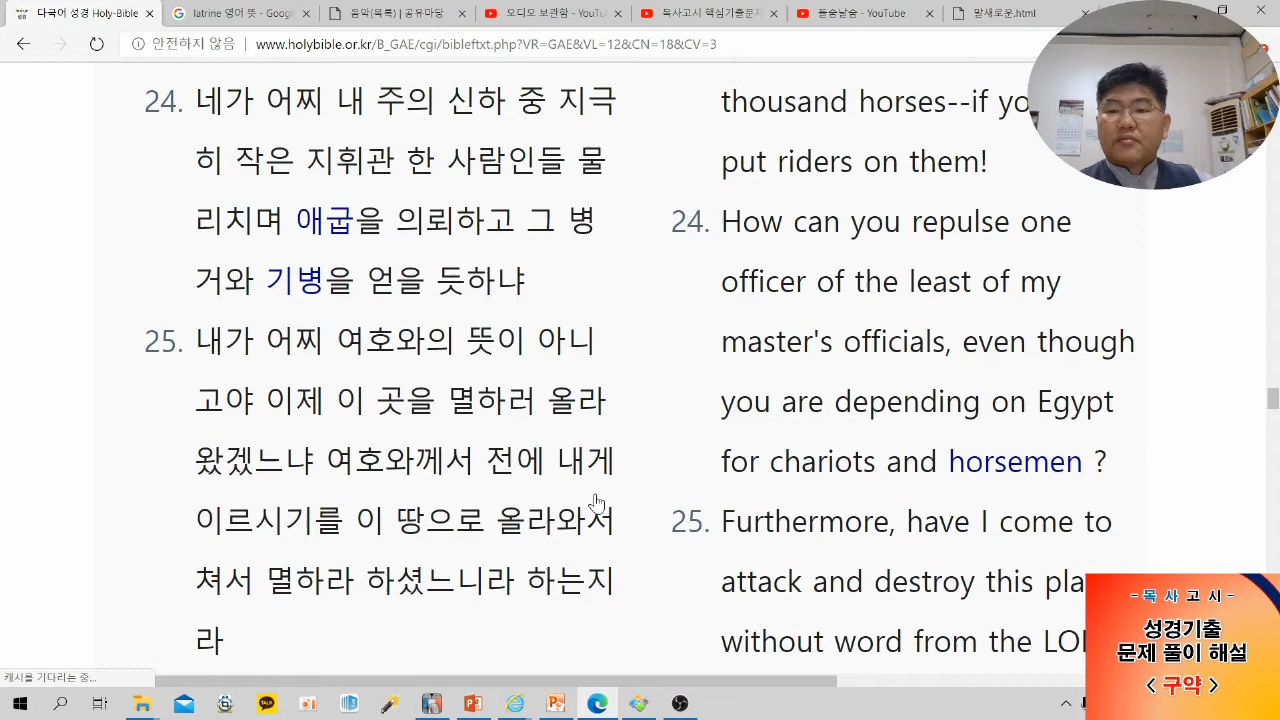 다국어 성경 Holy-Bible
latrine 영어 뜻 - Googl
음악(목록) | 공유마당
오디오 보관함 - YouTu
목사고시 핵심기출문제
들숨날숨 - YouTube
말새로운.html
안전하지 않음
www.holybible.or.kr/B_GAE/cgi/bibleftxt.php?VR=GAE&VL=12&CN=18&CV=3
24. 네가 어찌 내 주의 신하 중 지극
히 작은 지휘관 한 사람인들 물
리치며 애굽을 의뢰하고 그 병
거와 기병을 얻을 듯하냐
25. 내가 어찌 여호와의 뜻이 아니
고야 이제 이 곳을 멸하러 올라
왔겠느냐 여호와께서 전에 내게
이르시기를 이 땅으로 올라와서
쳐서 멸하라 하셨느니라 하는지
라
thousand horses--if yo
put riders on them!
24. How can you repulse one
officer of the least of my
master's officials, even though
you are depending on Egypt
for chariots and horsemen ?
25. Furthermore, have I come to
attack and destroy this pla
without word from the LO
- 목 사 고 시 -
성경기출
문제 풀이 해설
< 구약 >
캐시를 기다리는 중...